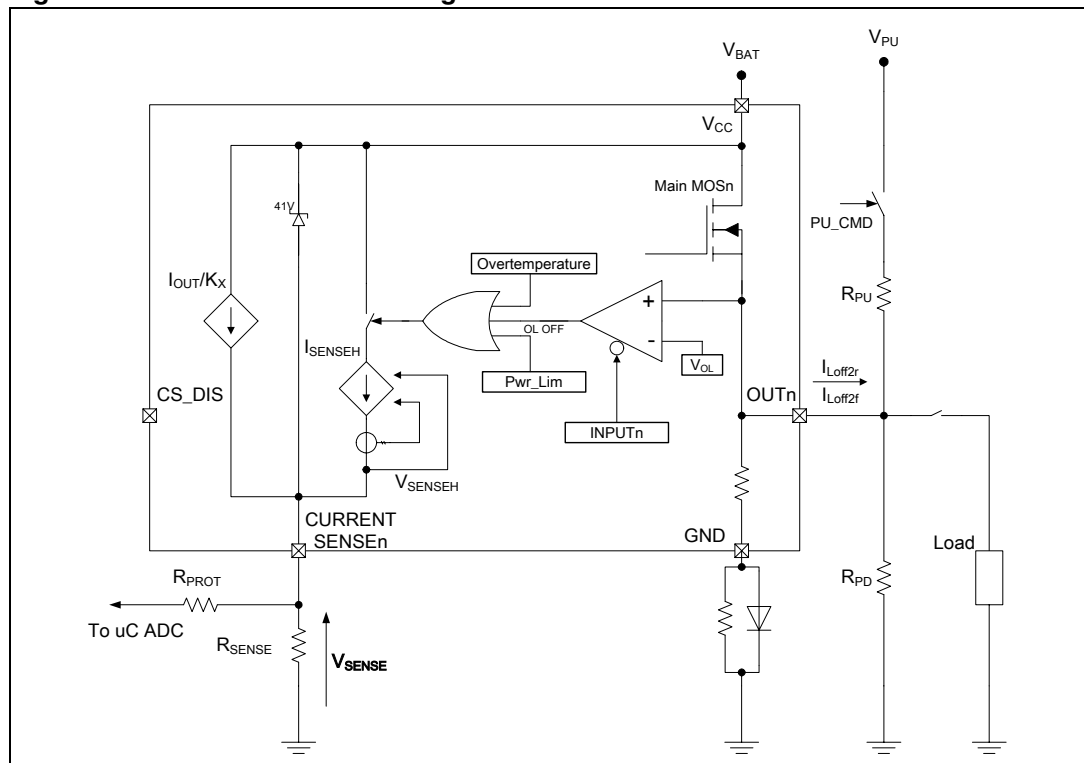 V_BAT
V_PU
V_CC
Main MOSn
41V
PU_CMD
Overtemperature
I_OUT/K_X
R_PU
+
OL OFF
-
I_SENSEH
V_OL
Pwr_Lim
I_Loff2r
CS_DIS
OUTn
I_Loff2f
INPUTn
V_SENSEH
CURRENT
SENSEn
GND
Load
R_PROT
R_PD
To uC ADC
R_SENSE
V_SENSE